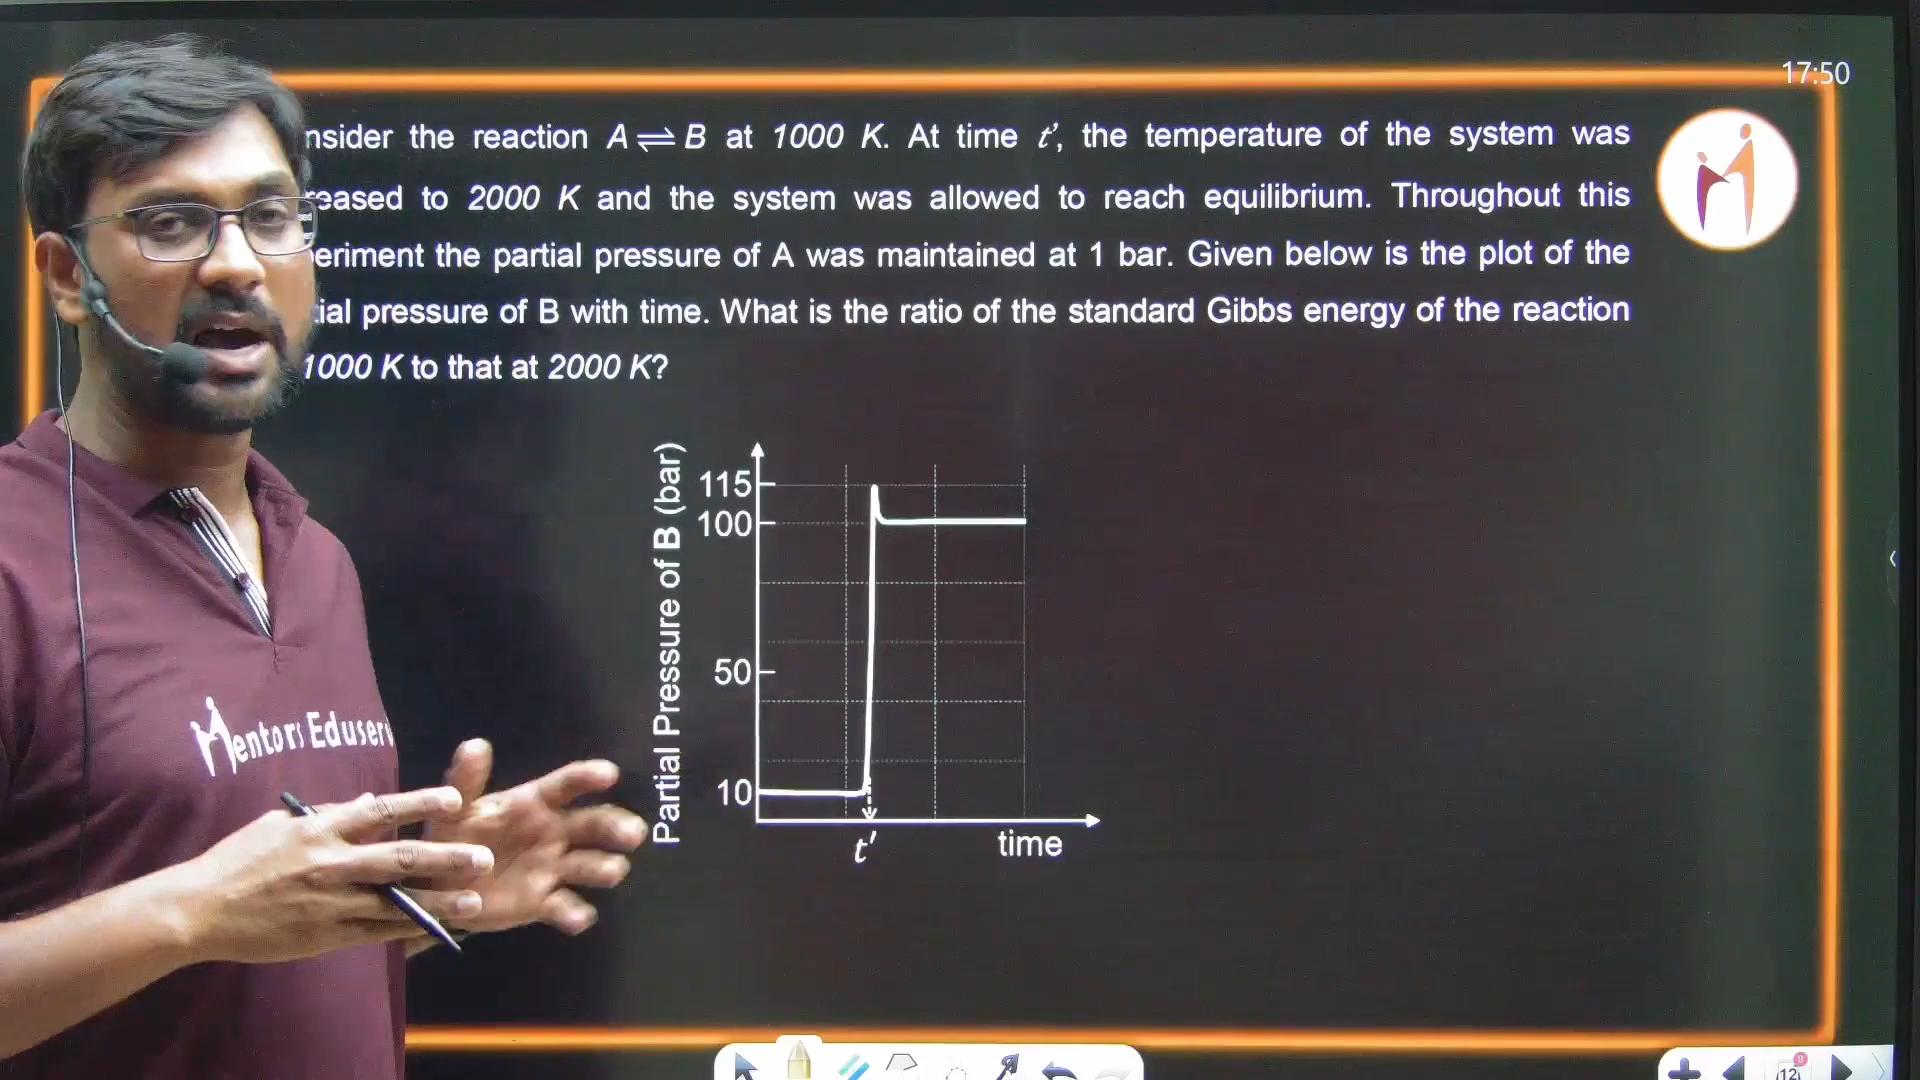 17:50
nsider the reaction A ⇌ B at 1000 K. At time t′, the temperature of the system was
reased to 2000 K and the system was allowed to reach equilibrium. Throughout this
eriment the partial pressure of A was maintained at 1 bar. Given below is the plot of the
tial pressure of B with time. What is the ratio of the standard Gibbs energy of the reaction
1000 K to that at 2000 K?
Partial Pressure of B (bar)
115
100
50
10
t′
time
Mentors Eduserv
12
0